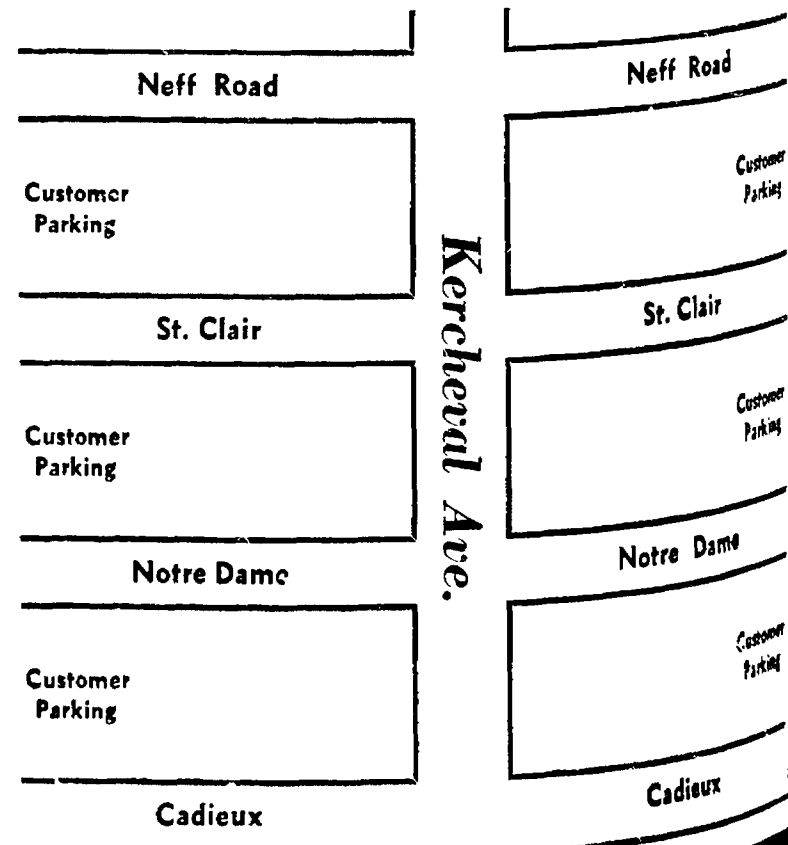 Neff Road
Neff Road
Customer
Parking
Customer
Parking
Kercheval Ave.
St. Clair
St. Clair
Customer
Parking
Customer
Parking
Notre Dame
Notre Dame
Customer
Parking
Customer
Parking
Cadieux
Cadieux